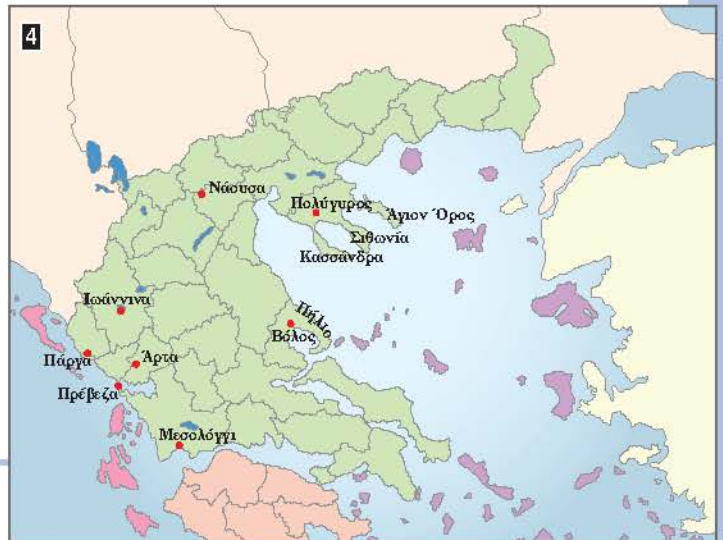 4
Νάουσα
Πολύγυρος
Άγιον Όρος
Σιθωνία
Κασσάνδρα
Ιωάννινα
Πήλιο
Βόλος
Πάργα
Άρτα
Πρέβεζα
Μεσολόγγι